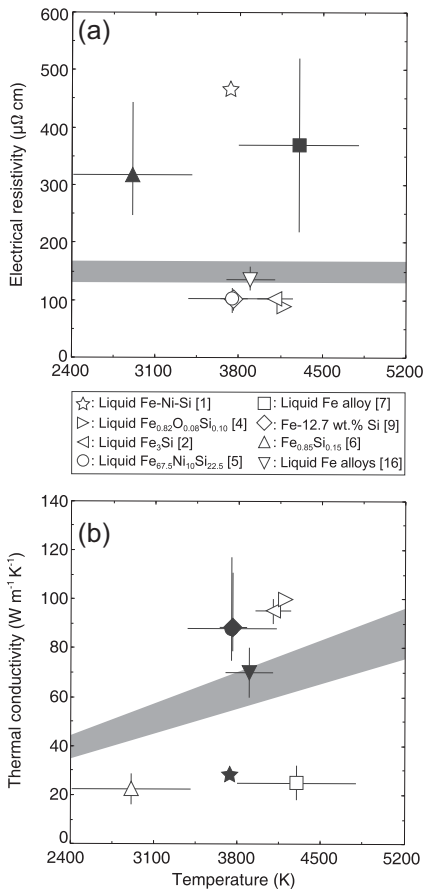 (a)
Electrical resistivity (μΩ cm)
600
500
400
300
200
100
0
2400 3100 3800 4500 5200
☆: Liquid Fe-Ni-Si [1]
▷: Liquid Fe0.82O0.08Si0.10 [4]
◁: Liquid Fe3Si [2]
○: Liquid Fe67.5Ni10Si22.5 [5]
□: Liquid Fe alloy [7]
◇: Fe-12.7 wt.% Si [9]
△: Fe0.85Si0.15 [6]
▽: Liquid Fe alloys [16]
(b)
Thermal conductivity (W m-1 K-1)
140
120
100
80
60
40
20
0
2400 3100 3800 4500 5200
Temperature (K)